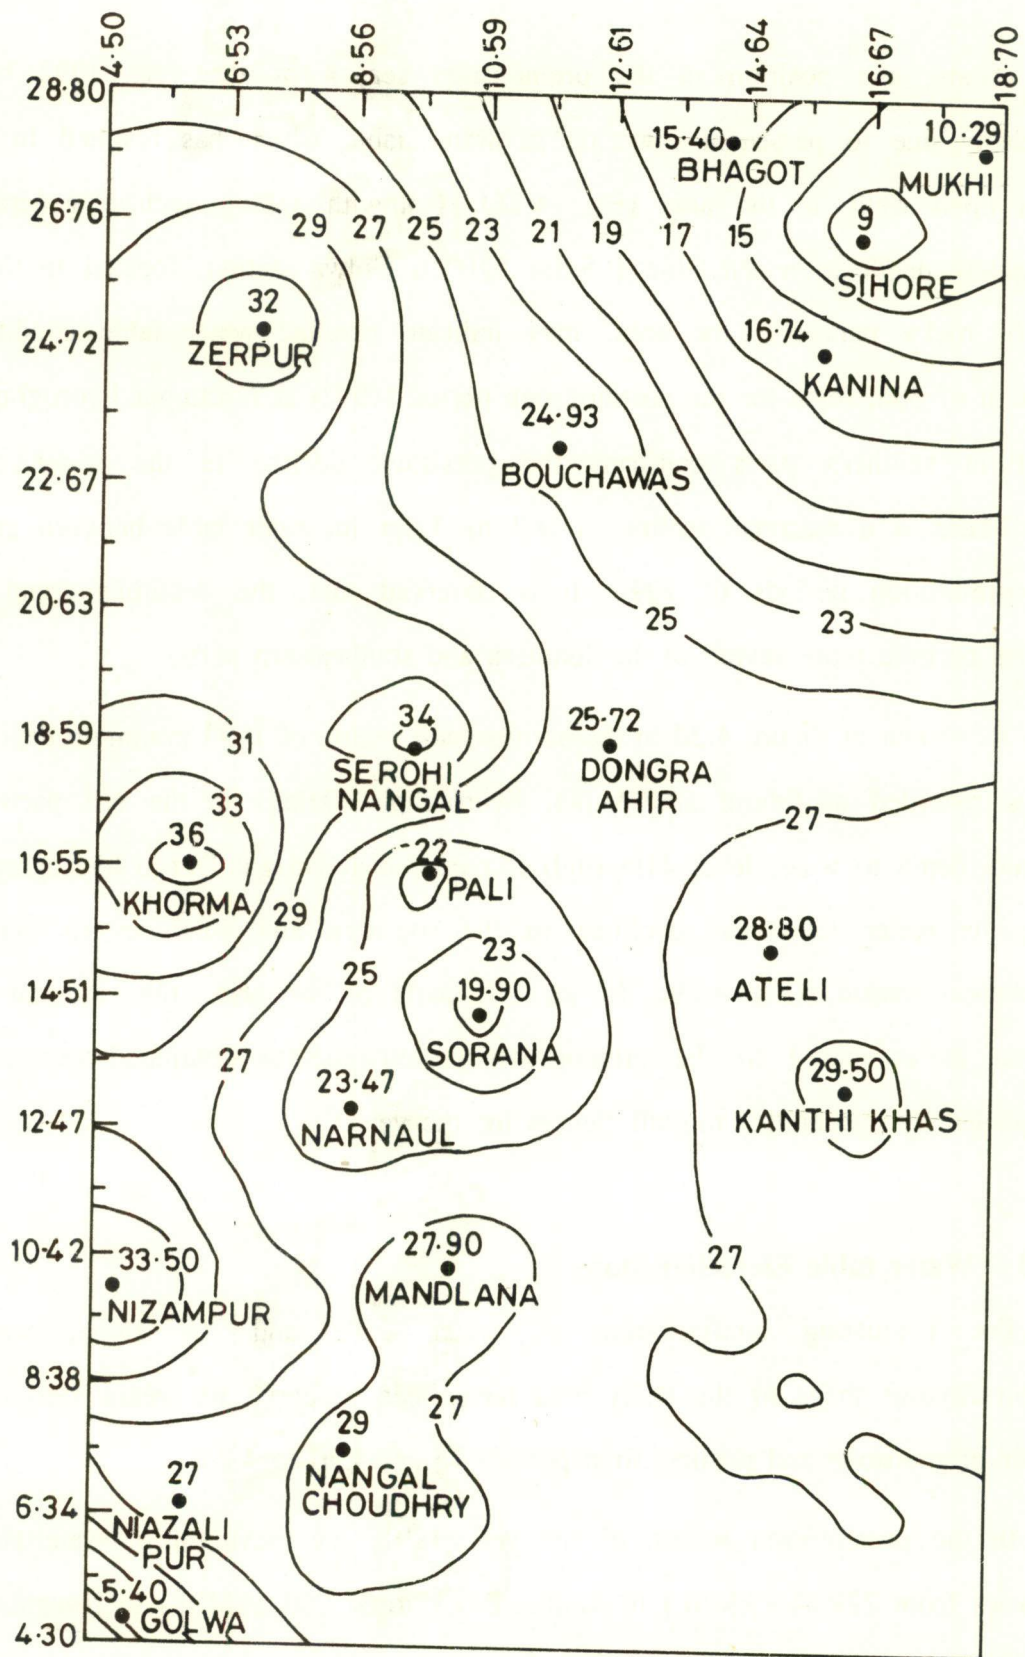 4·50
6·53
8·56
10·59
12·61
14·64
16·67
18·70
28·80
15·40
BHAGOT
10·29
MUKHI
26·76
29
27
25
23
21
19
17
15
9
SIHORE
32
ZERPUR
24·72
16·74
KANINA
24·93
BOUCHAWAS
22·67
20·63
25
23
18·59
31
34
SEROHI
NANGAL
25·72
DONGRA
AHIR
33
27
36
16·55
KHORMA
22
PALI
29
28·80
ATELI
23
25
14·51
19·90
SORANA
27
23·47
NARNAUL
29·50
KANTHI KHAS
12·47
10·42
33·50
NIZAMPUR
27·90
MANDLANA
27
8·38
27
29
NANGAL
CHOUDHRY
27
6·34
NIAZALI
PUR
5·40
GOLWA
4·30